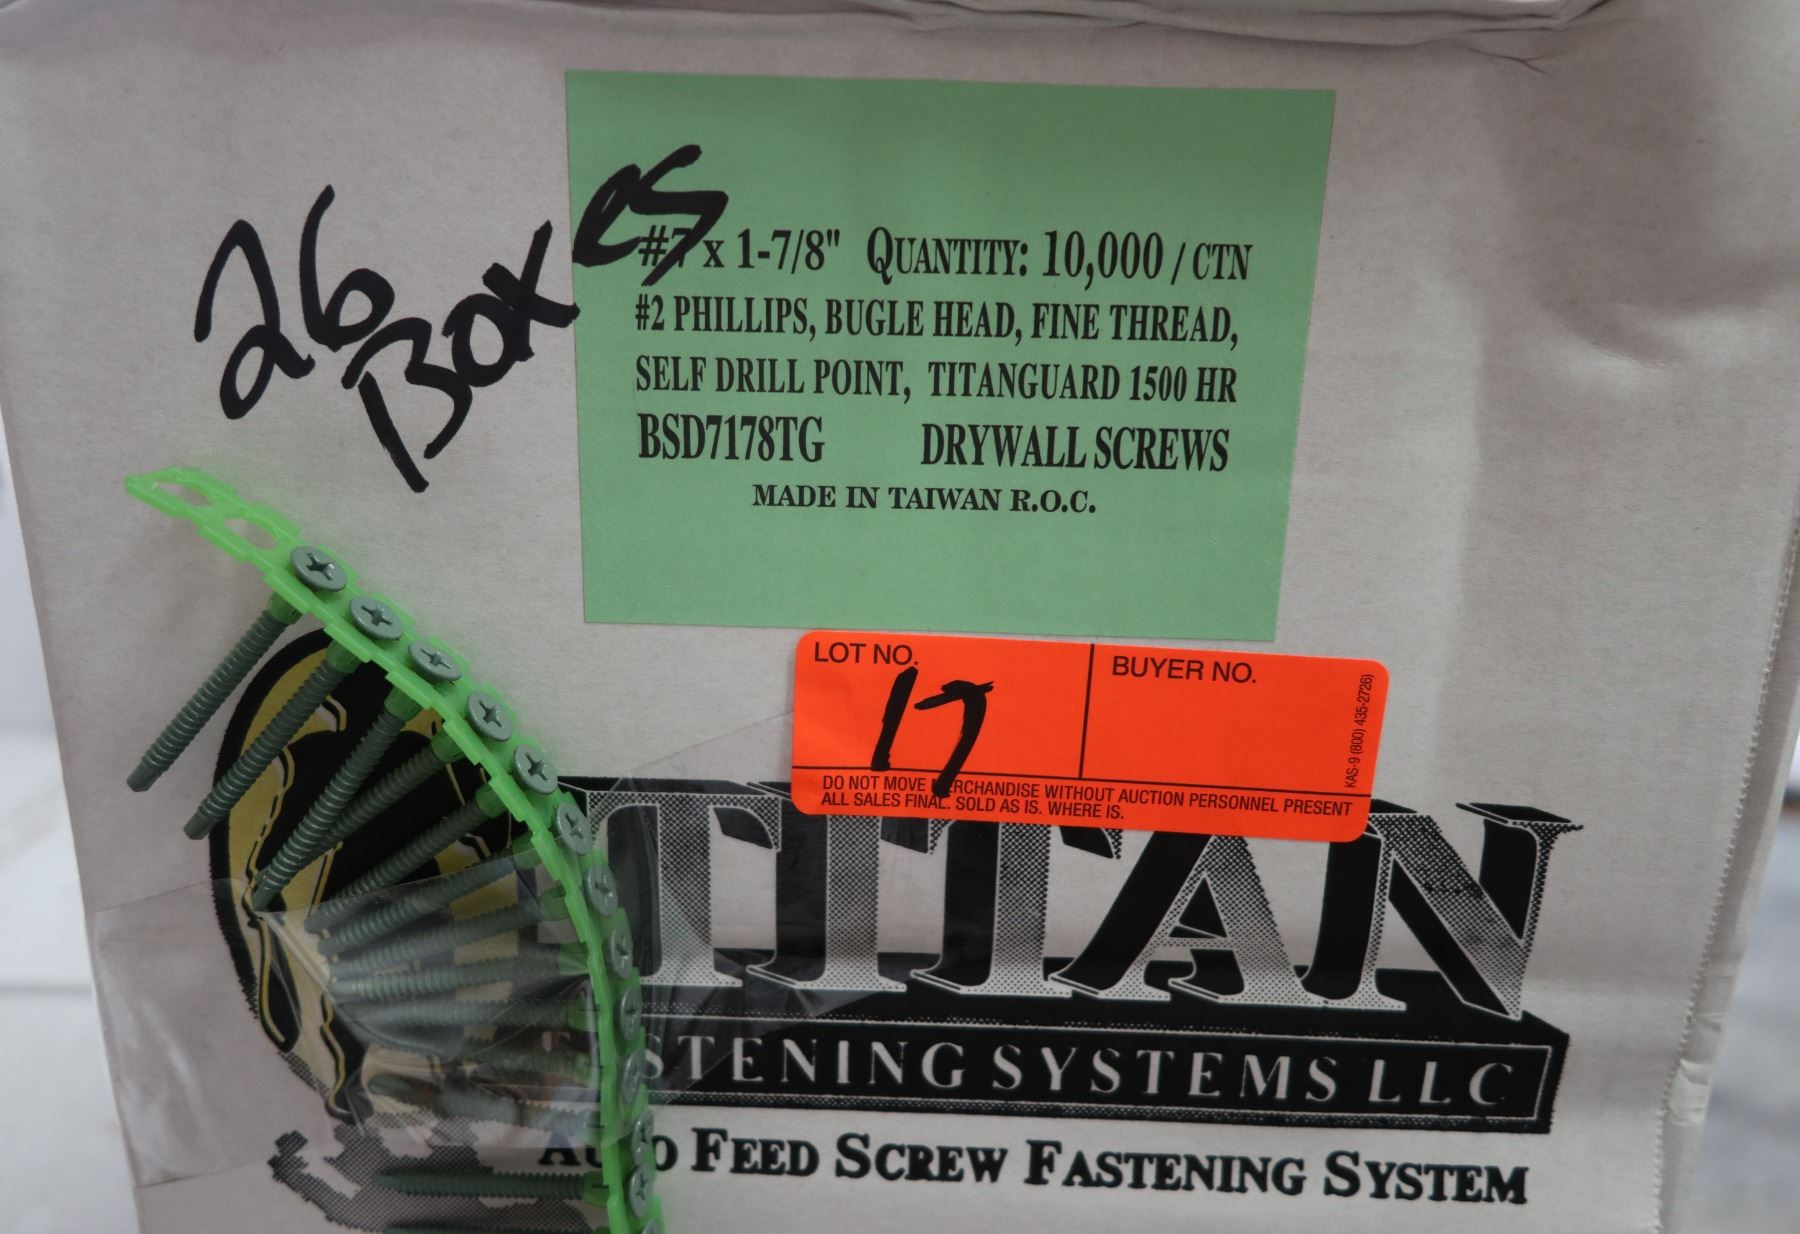 26
Boxes
#7 x 1-7/8" QUANTITY: 10,000 / CTN
#2 PHILLIPS, BUGLE HEAD, FINE THREAD,
SELF DRILL POINT, TITANGUARD 1500 HR
BSD7178TG DRYWALL SCREWS
MADE IN TAIWAN R.O.C.
LOT NO. BUYER NO.
17
KAS-9 (800) 435-2726)
DO NOT MOVE MERCHANDISE WITHOUT AUCTION PERSONNEL PRESENT
ALL SALES FINAL. SOLD AS IS. WHERE IS.
TITAN
FASTENING SYSTEMS LLC
AUTO FEED SCREW FASTENING SYSTEM